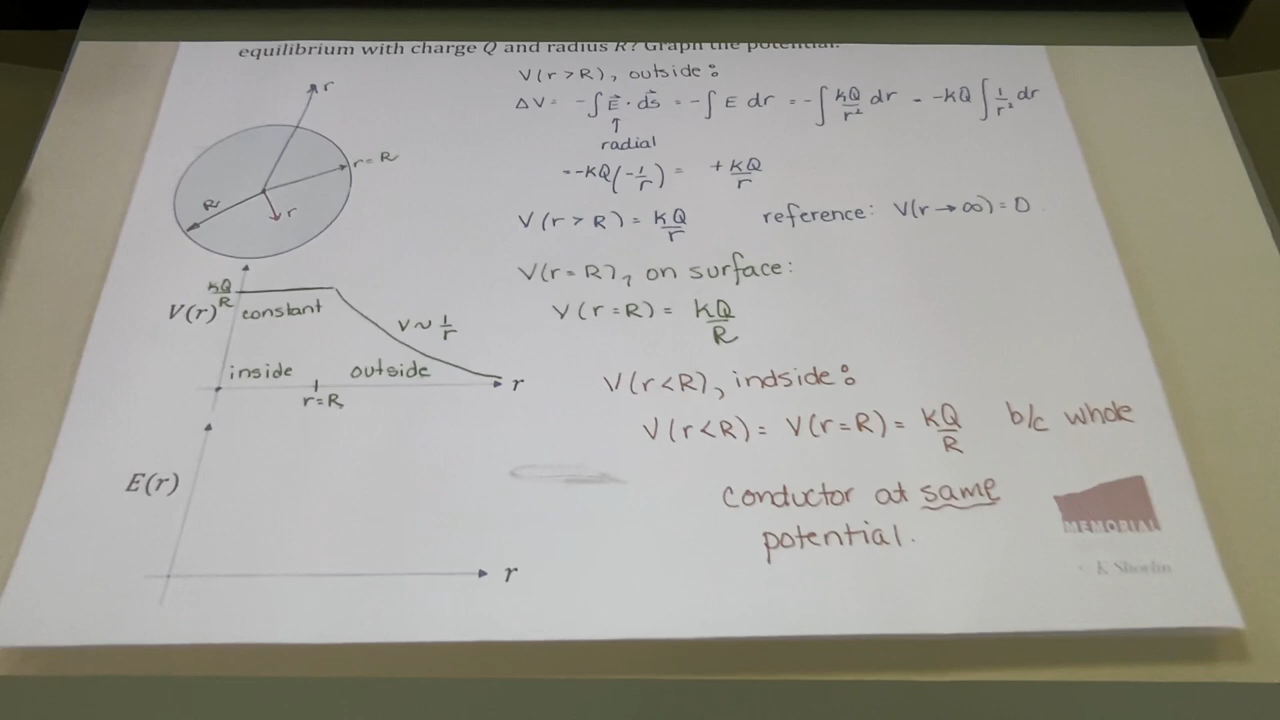 equilibrium with charge Q and radius R? Graph the potential.
V(r > R), outside:
ΔV = -∫ E⃗ · ds⃗ = -∫ E dr = -∫ kQ/r² dr = -kQ ∫ 1/r² dr
↑
radial
= -kQ(-1/r) = +kQ/r
V(r > R) = kQ/r reference: V(r → ∞) = 0
V(r = R), on surface:
V(r = R) = kQ/R
V(r < R), indside:
V(r < R) = V(r = R) = kQ/R b/c whole
conductor at same
potential.
r
r = R
R
r
kQ/R
V(r) constant
V ~ 1/r
inside outside
r
r = R
E(r)
r
MEMORIAL